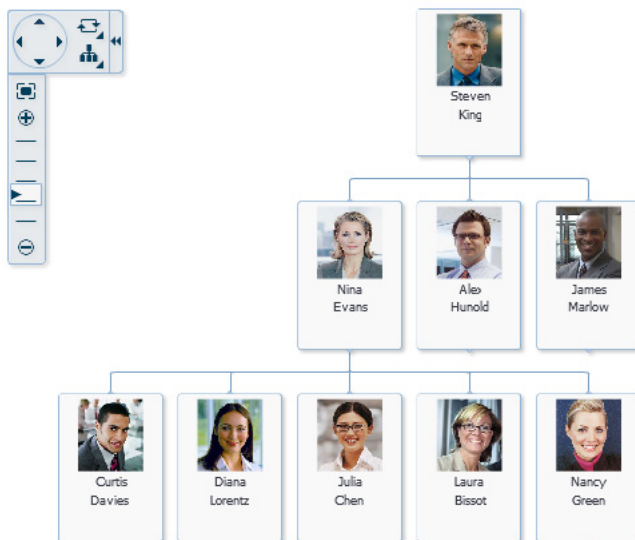 Steven
King
Nina
Evans
Alex
Hunold
James
Marlow
Curtis
Davies
Diana
Lorentz
Julia
Chen
Laura
Bissot
Nancy
Green